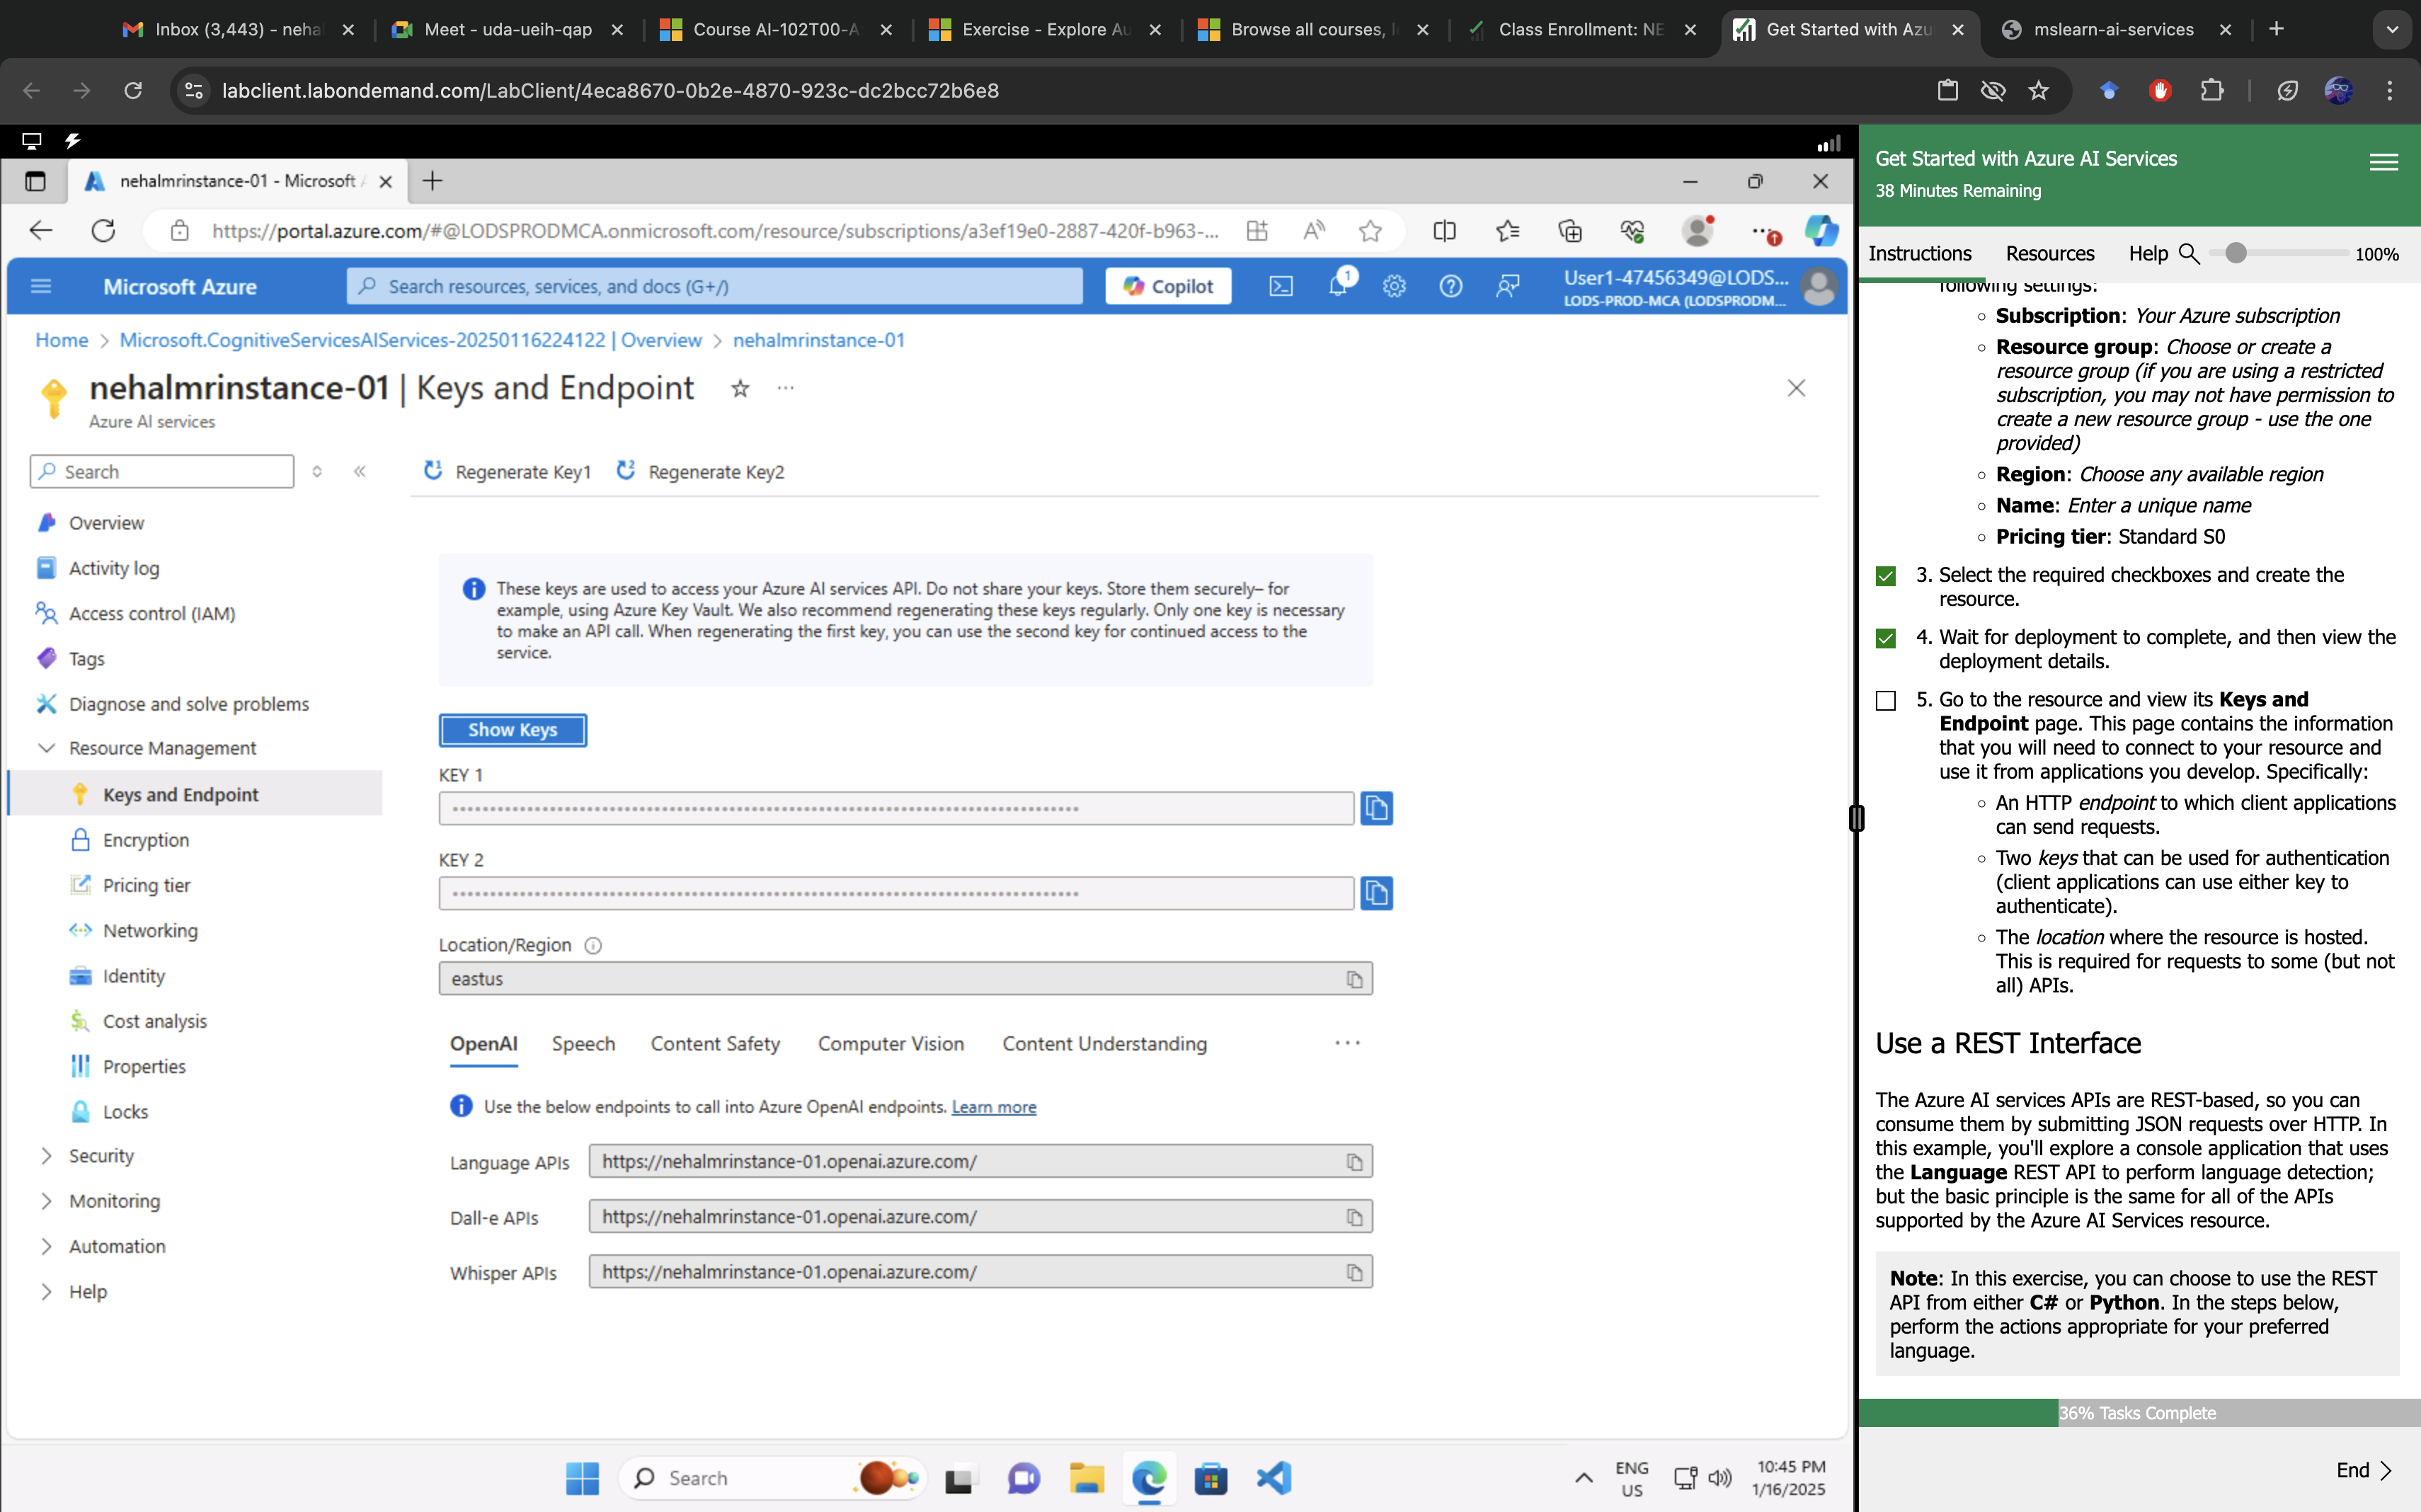 Inbox (3,443) - neha
Meet - uda-ueih-qap
Course AI-102T00-A
Exercise - Explore Au
Browse all courses, l
Class Enrollment: NE
Get Started with Azu
mslearn-ai-services
labclient.labondemand.com/LabClient/4eca8670-0b2e-4870-923c-dc2bcc72b6e8
nehalmrinstance-01 - Microsoft A
https://portal.azure.com/#@LODSPRODMCA.onmicrosoft.com/resource/subscriptions/a3ef19e0-2887-420f-b963-...
Microsoft Azure
Search resources, services, and docs (G+/)
Copilot
1
User1-47456349@LODS...
LODS-PROD-MCA (LODSPRODM...
Home > Microsoft.CognitiveServicesAIServices-20250116224122 | Overview > nehalmrinstance-01
nehalmrinstance-01 | Keys and Endpoint
Azure AI services
Search
Regenerate Key1
Regenerate Key2
Overview
Activity log
Access control (IAM)
Tags
Diagnose and solve problems
Resource Management
Keys and Endpoint
Encryption
Pricing tier
Networking
Identity
Cost analysis
Properties
Locks
Security
Monitoring
Automation
Help
These keys are used to access your Azure AI services API. Do not share your keys. Store them securely– for
example, using Azure Key Vault. We also recommend regenerating these keys regularly. Only one key is necessary
to make an API call. When regenerating the first key, you can use the second key for continued access to the
service.
Show Keys
KEY 1
KEY 2
Location/Region
eastus
OpenAI
Speech
Content Safety
Computer Vision
Content Understanding
...
Use the below endpoints to call into Azure OpenAI endpoints. Learn more
Language APIs
https://nehalmrinstance-01.openai.azure.com/
Dall-e APIs
https://nehalmrinstance-01.openai.azure.com/
Whisper APIs
https://nehalmrinstance-01.openai.azure.com/
Search
ENG
US
10:45 PM
1/16/2025
Get Started with Azure AI Services
38 Minutes Remaining
Instructions
Resources
Help
100%
following settings:
Subscription: Your Azure subscription
Resource group: Choose or create a
resource group (if you are using a restricted
subscription, you may not have permission to
create a new resource group - use the one
provided)
Region: Choose any available region
Name: Enter a unique name
Pricing tier: Standard S0
3. Select the required checkboxes and create the
resource.
4. Wait for deployment to complete, and then view the
deployment details.
5. Go to the resource and view its Keys and
Endpoint page. This page contains the information
that you will need to connect to your resource and
use it from applications you develop. Specifically:
An HTTP endpoint to which client applications
can send requests.
Two keys that can be used for authentication
(client applications can use either key to
authenticate).
The location where the resource is hosted.
This is required for requests to some (but not
all) APIs.
Use a REST Interface
The Azure AI services APIs are REST-based, so you can
consume them by submitting JSON requests over HTTP. In
this example, you'll explore a console application that uses
the Language REST API to perform language detection;
but the basic principle is the same for all of the APIs
supported by the Azure AI Services resource.
Note: In this exercise, you can choose to use the REST
API from either C# or Python. In the steps below,
perform the actions appropriate for your preferred
language.
36% Tasks Complete
End